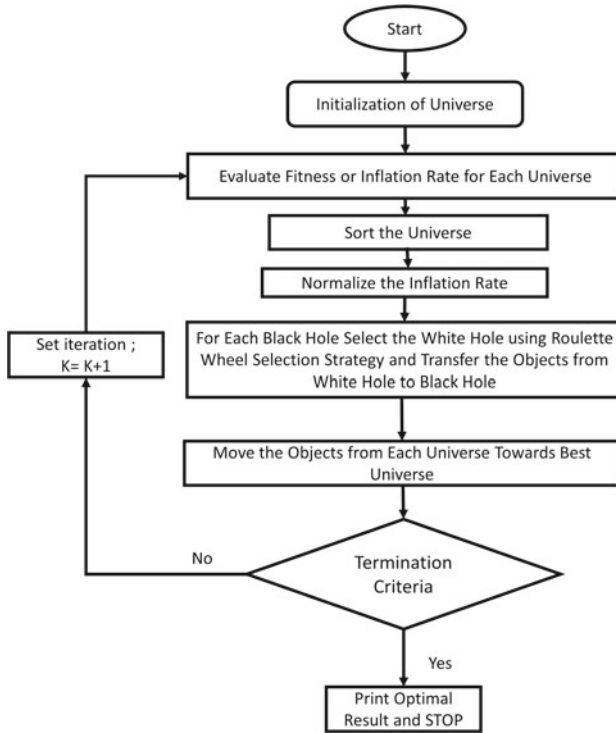 Start
Initialization of Universe
Evaluate Fitness or Inflation Rate for Each Universe
Sort the Universe
Normalize the Inflation Rate
For Each Black Hole Select the White Hole using Roulette
Wheel Selection Strategy and Transfer the Objects from
White Hole to Black Hole
Set iteration ;
K= K+1
Move the Objects from Each Universe Towards Best
Universe
No
Termination
Criteria
Yes
Print Optimal
Result and STOP